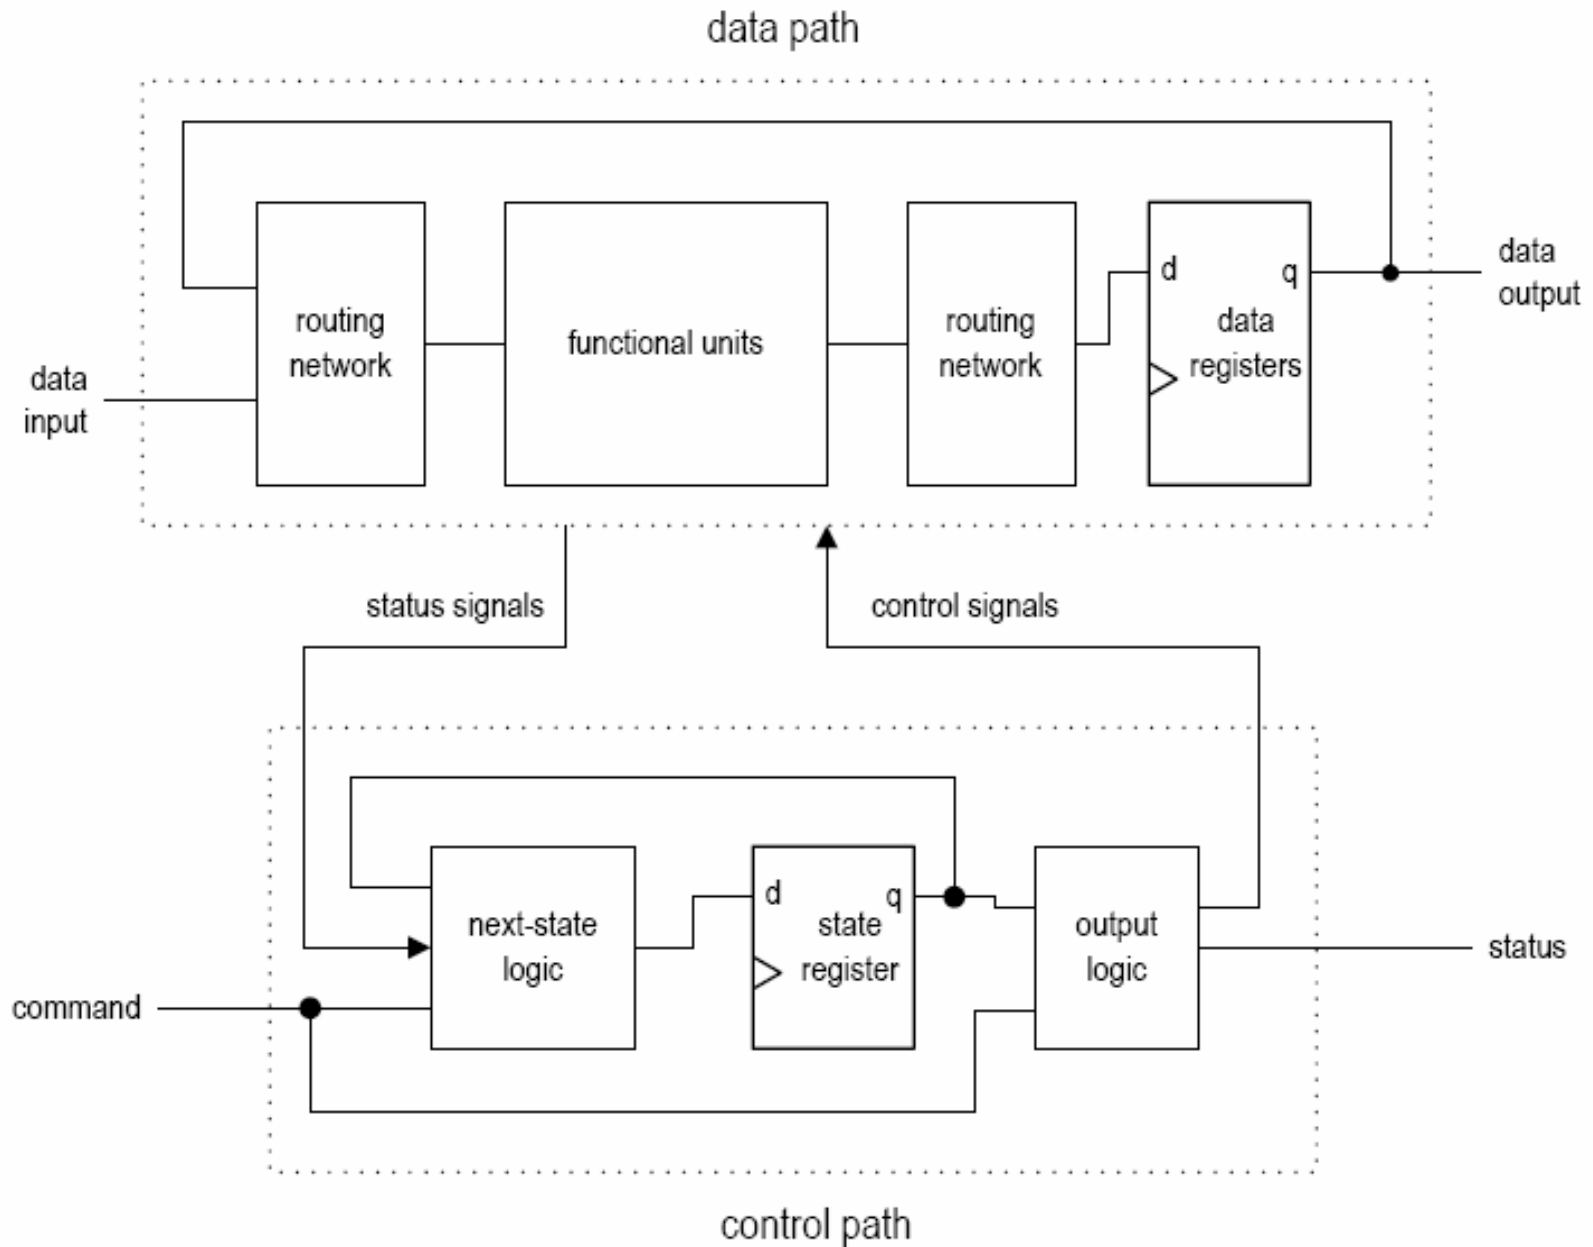 data path
routing
network
functional units
routing
network
d
q
data
registers
data
output
data
input
status signals
control signals
next-state
logic
d
q
state
register
output
logic
status
command
control path